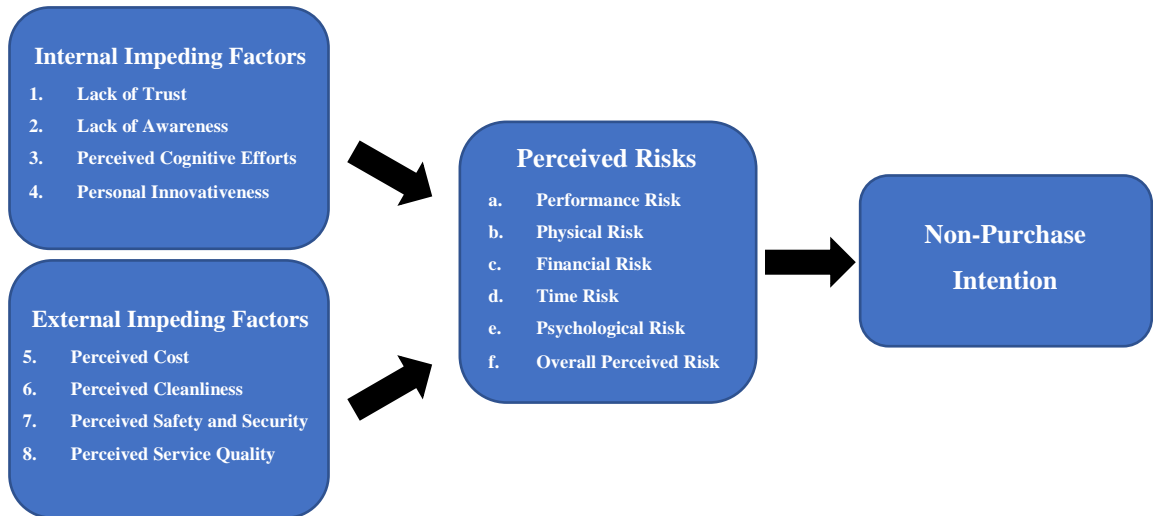 Internal Impeding Factors
1. Lack of Trust
2. Lack of Awareness
3. Perceived Cognitive Efforts
4. Personal Innovativeness
External Impeding Factors
5. Perceived Cost
6. Perceived Cleanliness
7. Perceived Safety and Security
8. Perceived Service Quality
Perceived Risks
a. Performance Risk
b. Physical Risk
c. Financial Risk
d. Time Risk
e. Psychological Risk
f. Overall Perceived Risk
Non-Purchase
Intention